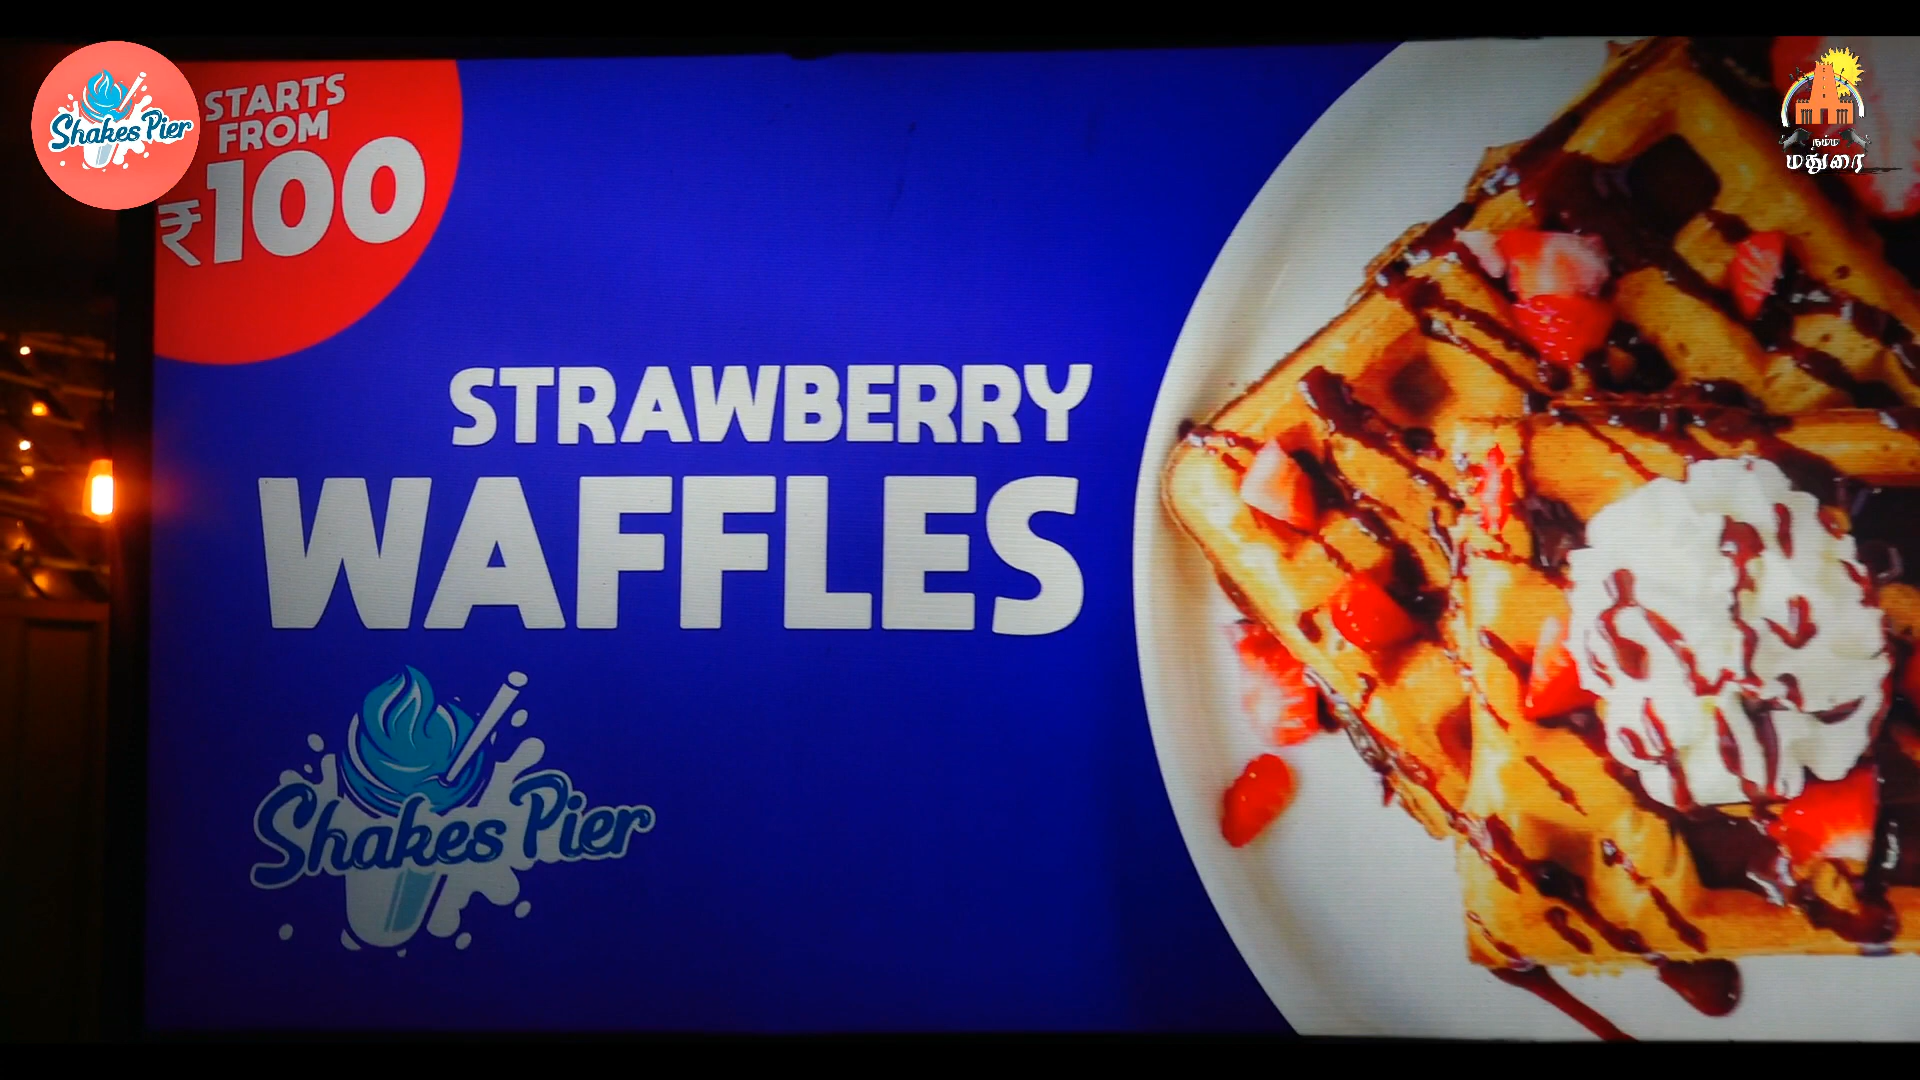 Shakes Pier
STARTS
FROM
₹100
நம்ம
மதுரை
STRAWBERRY
WAFFLES
Shakes Pier